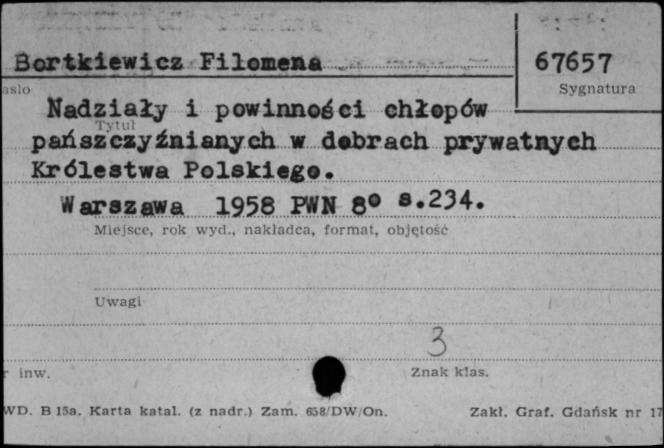 Bortkiewicz Filomena 67657
asło Sygnatura
Nadziały i powinności chłopów
Tytuł
pańszczyźnianych w dobrach prywatnych
Królestwa Polskiego.
Warszawa 1958 PWN 8º s.234.
Miejsce, rok wyd., nakładca, format, objętość
Uwagi
3
r inw. Znak klas.
WD. B 15a. Karta katal. (z nadr.) Zam. 658/DW/On. Zakł. Graf. Gdańsk nr 17